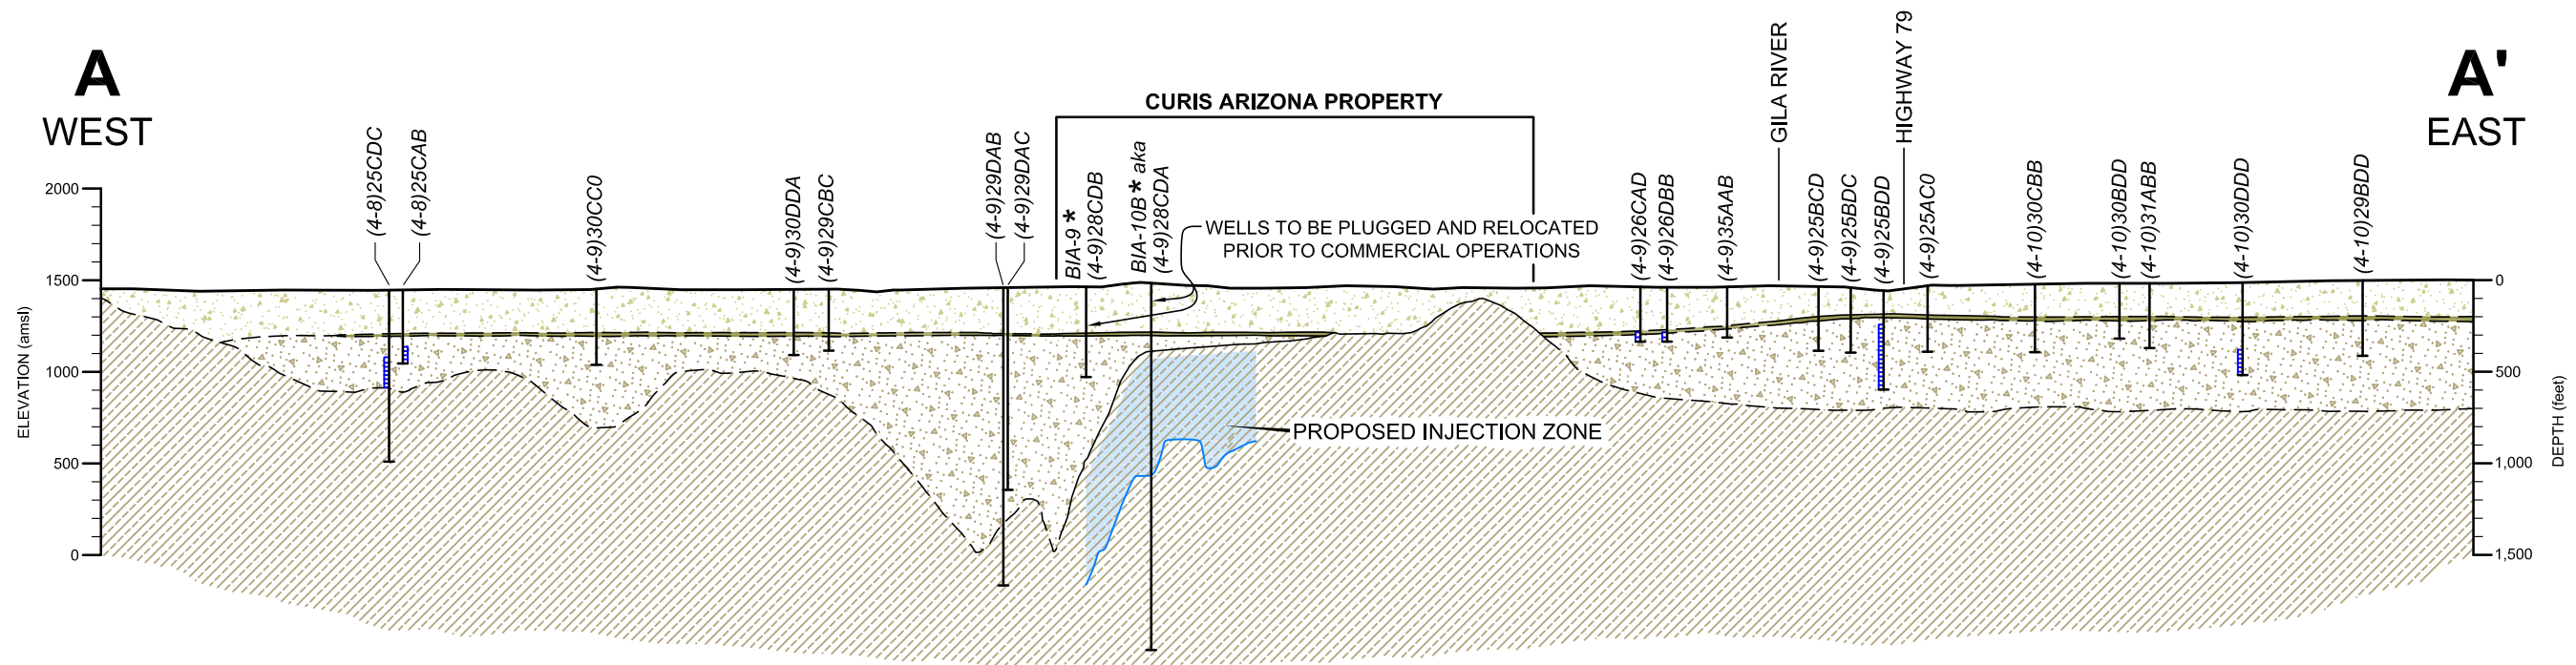 A
WEST
A'
EAST
CURIS ARIZONA PROPERTY
GILA RIVER
HIGHWAY 79
(4-8)25CDC
(4-8)25CAB
(4-9)30CC0
(4-9)30DDA
(4-9)29CBC
(4-9)29DAB
(4-9)29DAC
BIA-9*
(4-9)28CDB
BIA-10B* aka
(4-9)28CDA
WELLS TO BE PLUGGED AND RELOCATED
PRIOR TO COMMERCIAL OPERATIONS
(4-9)26CAD
(4-9)26DBB
(4-9)35AAB
(4-9)25BCD
(4-9)25BDC
(4-9)25BDD
(4-9)25AC0
(4-10)30CBB
(4-10)30BDD
(4-10)31ABB
(4-10)30DDD
(4-10)29BDD
ELEVATION (amsl)
2000
1500
1000
500
0
PROPOSED INJECTION ZONE
0
500
1,000
1,500
DEPTH (feet)